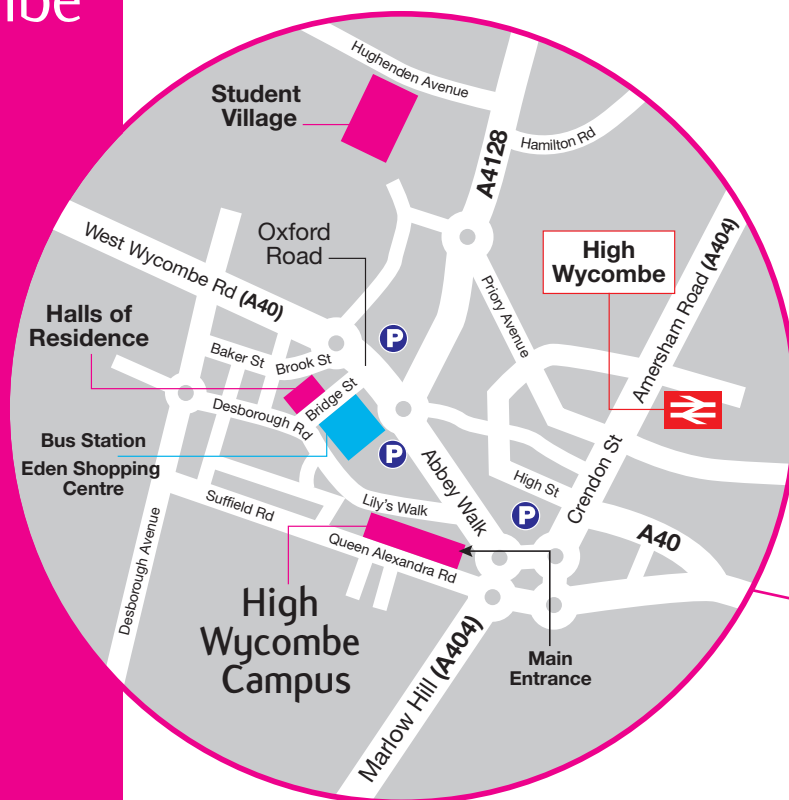 Hughenden Avenue
Student
Village
A4128
Hamilton Rd
West Wycombe Rd (A40)
Oxford
Road
P
High
Wycombe
Amersham Road (A404)
Priory Avenue
Halls of
Residence
Baker St
Brook St
Bridge St
Desborough Rd
Bus Station
Eden Shopping
Centre
P
Abbey Walk
High St
Crendon St
P
A40
Suffield Rd
Lily's Walk
Queen Alexandra Rd
Desborough Avenue
High
Wycombe
Campus
Main
Entrance
Marlow Hill (A404)